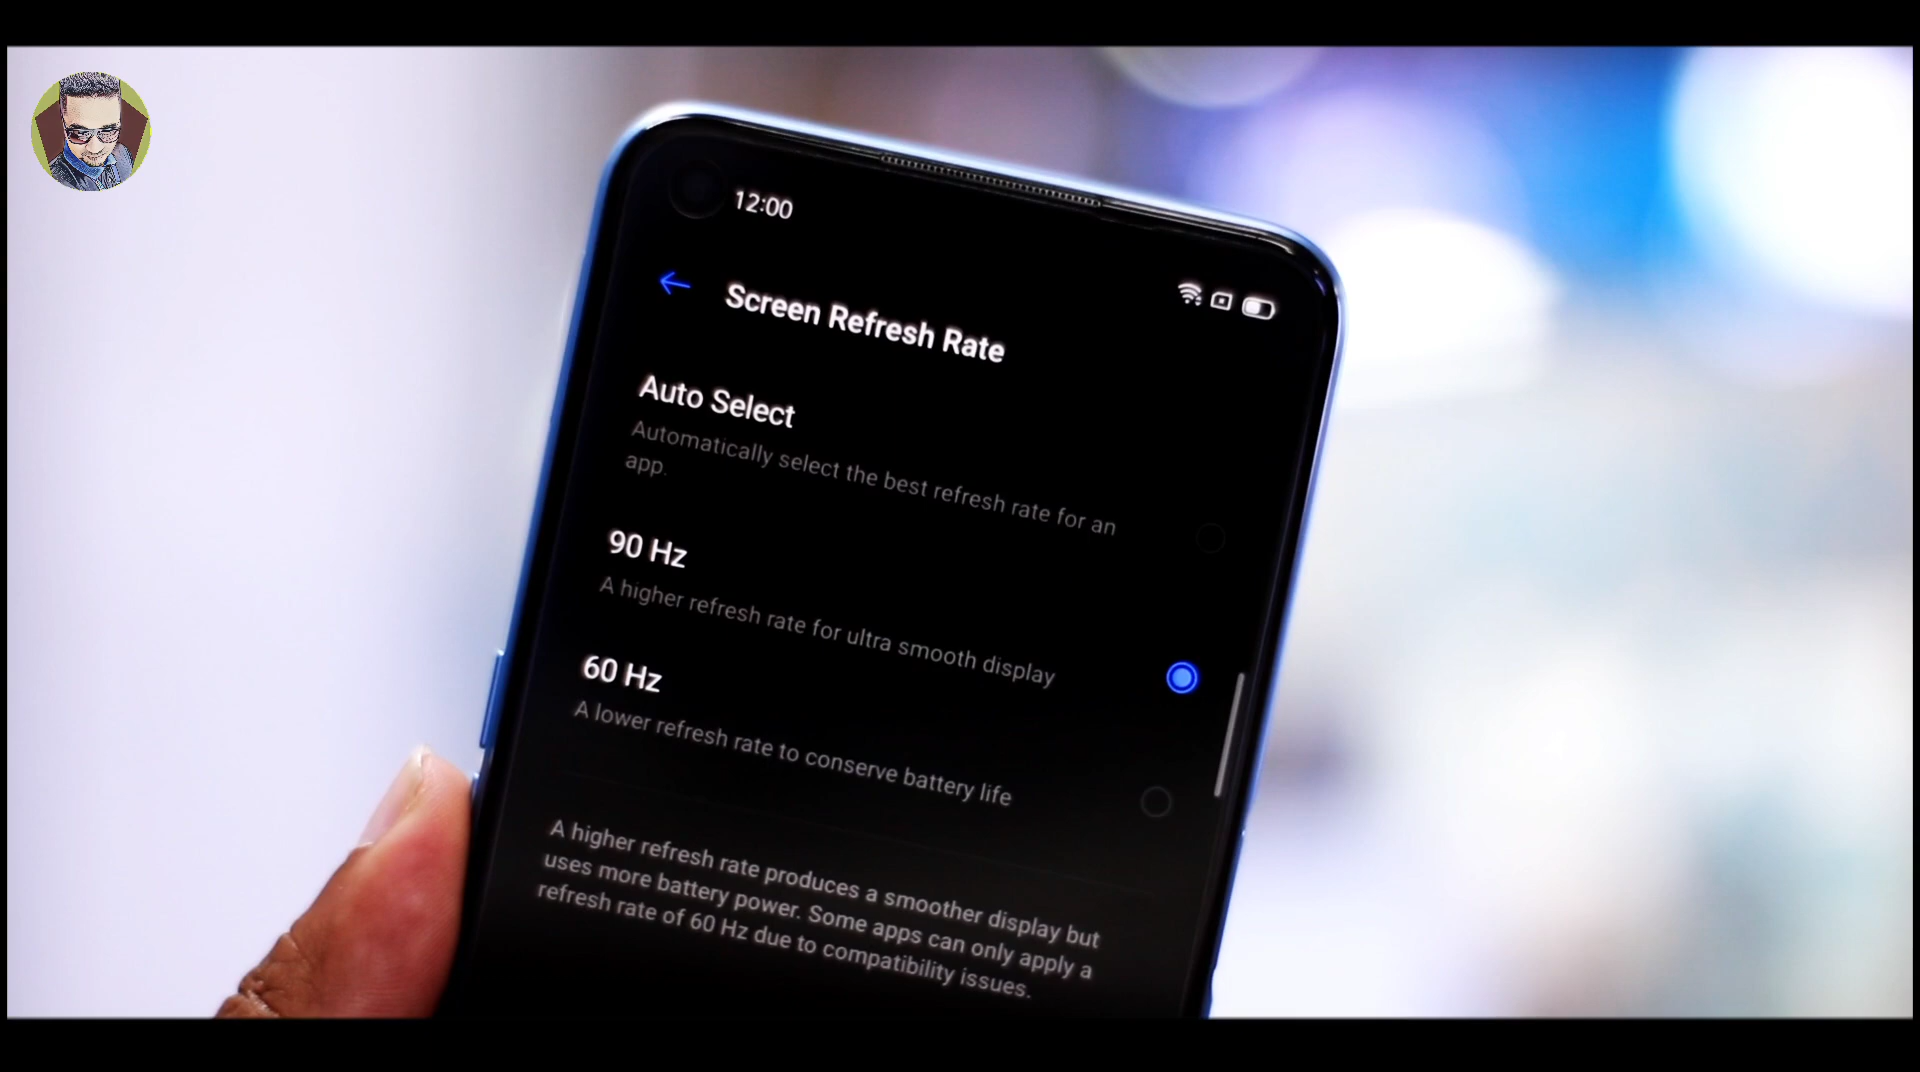 12:00
Screen Refresh Rate
Auto Select
Automatically select the best refresh rate for an
app.
90 Hz
A higher refresh rate for ultra smooth display
60 Hz
A lower refresh rate to conserve battery life
A higher refresh rate produces a smoother display but
uses more battery power. Some apps can only apply a
refresh rate of 60 Hz due to compatibility issues.